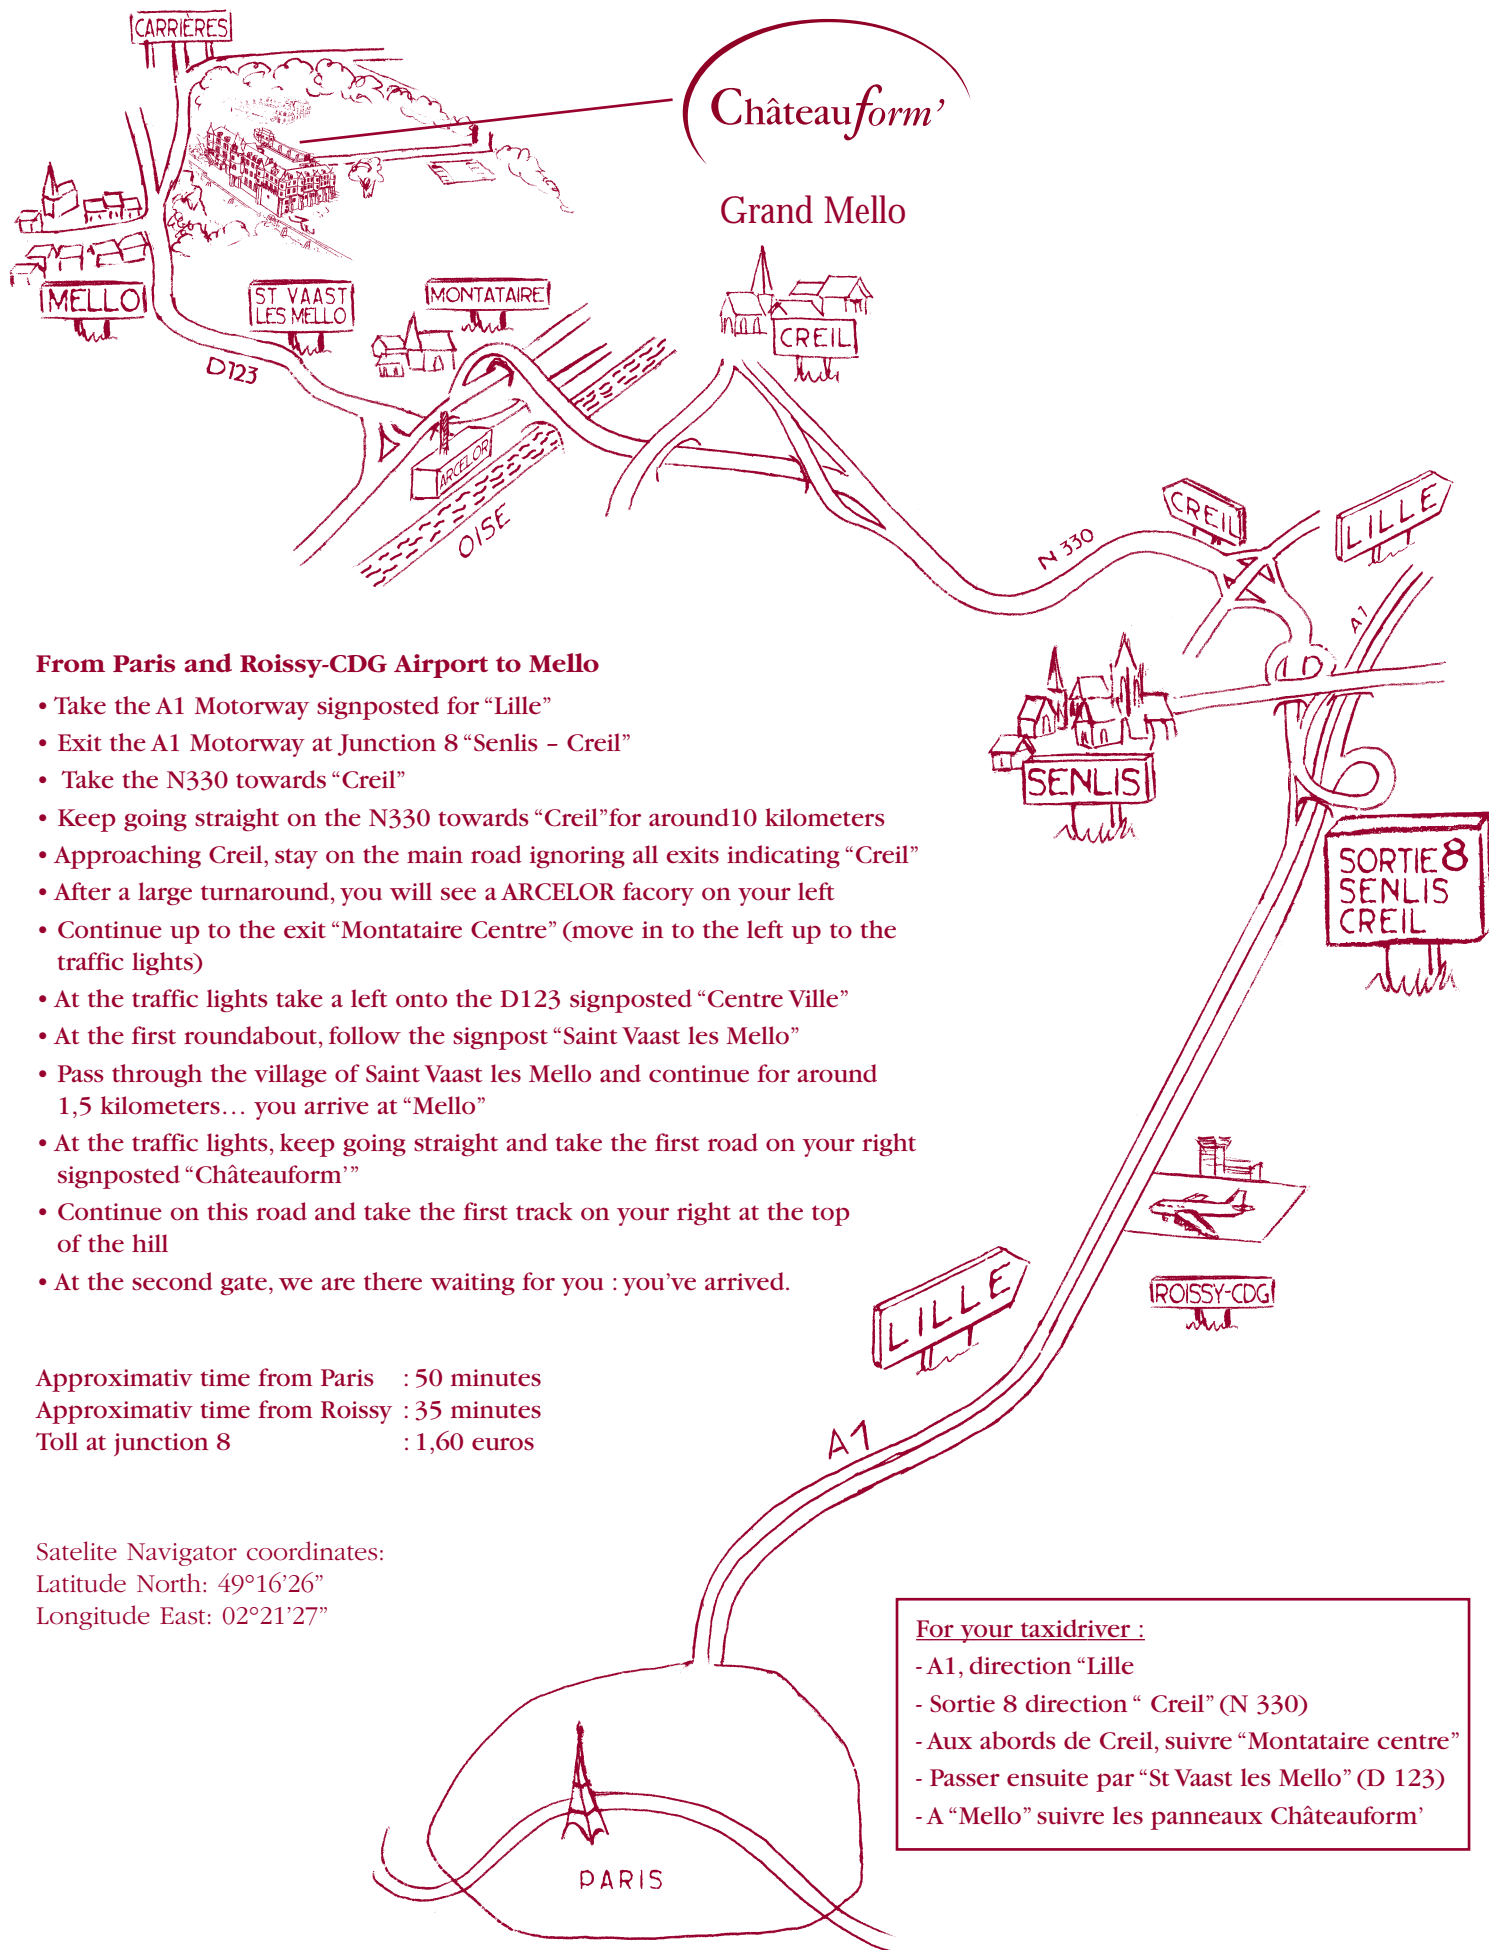 CARRIÈRES
Châteauform’
Grand Mello
MELLO
ST VAAST
LES MELLO
MONTATAIRE
CREIL
D123
ARCELOR
OISE
N 330
CREIL
LILLE
A1
SENLIS
SORTIE 8
SENLIS
CREIL
From Paris and Roissy-CDG Airport to Mello
• Take the A1 Motorway signposted for “Lille”
• Exit the A1 Motorway at Junction 8 “Senlis – Creil”
• Take the N330 towards “Creil”
• Keep going straight on the N330 towards “Creil”for around10 kilometers
• Approaching Creil, stay on the main road ignoring all exits indicating “Creil”
• After a large turnaround, you will see a ARCELOR facory on your left
• Continue up to the exit “Montataire Centre” (move in to the left up to the
traffic lights)
• At the traffic lights take a left onto the D123 signposted “Centre Ville”
• At the first roundabout, follow the signpost “Saint Vaast les Mello”
• Pass through the village of Saint Vaast les Mello and continue for around
1,5 kilometers… you arrive at “Mello”
• At the traffic lights, keep going straight and take the first road on your right
signposted “Châteauform’”
• Continue on this road and take the first track on your right at the top
of the hill
• At the second gate, we are there waiting for you : you’ve arrived.
ROISSY-CDG
LILLE
A1
Approximativ time from Paris : 50 minutes
Approximativ time from Roissy : 35 minutes
Toll at junction 8 : 1,60 euros
Satelite Navigator coordinates:
Latitude North: 49°16’26”
Longitude East: 02°21’27”
For your taxidriver :
- A1, direction “Lille
- Sortie 8 direction “ Creil” (N 330)
- Aux abords de Creil, suivre “Montataire centre”
- Passer ensuite par “St Vaast les Mello” (D 123)
- A “Mello” suivre les panneaux Châteauform’
PARIS